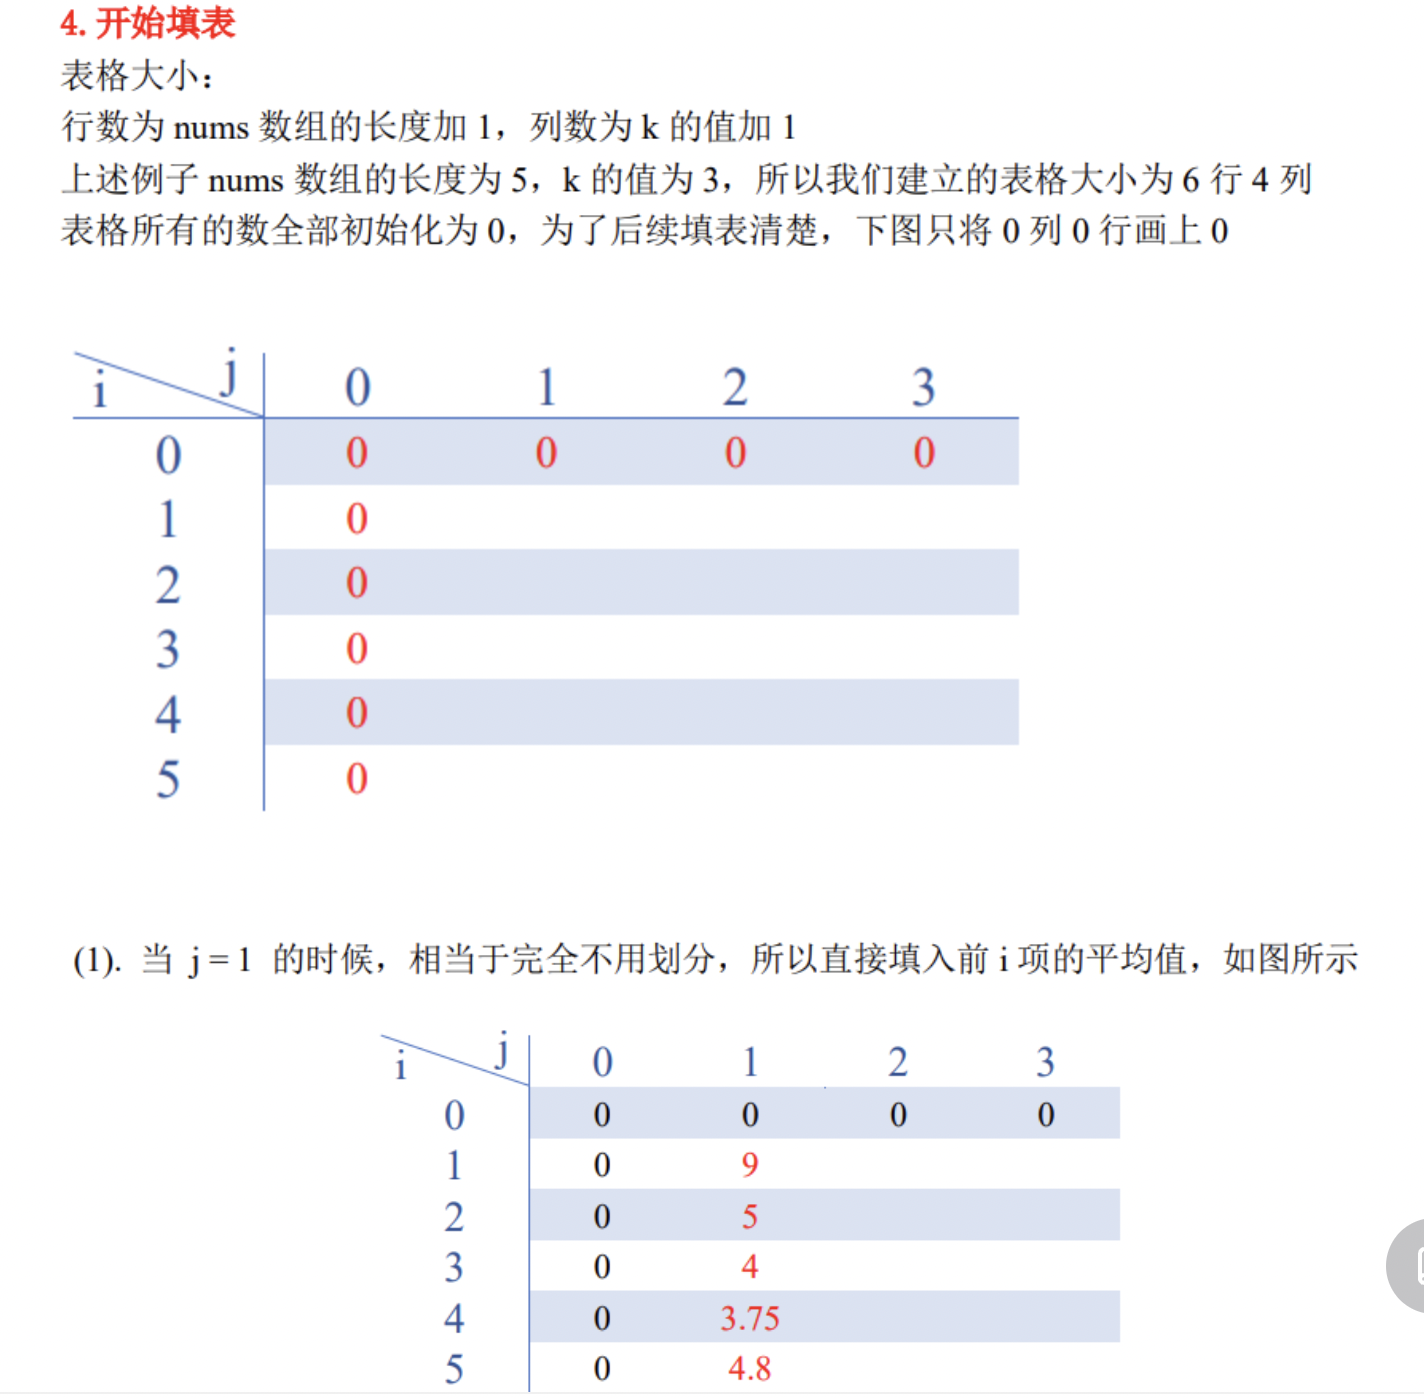 4. 开始填表
表格大小：
行数为 nums 数组的长度加 1，列数为 k 的值加 1
上述例子 nums 数组的长度为 5，k 的值为 3，所以我们建立的表格大小为 6 行 4 列
表格所有的数全部初始化为 0，为了后续填表清楚，下图只将 0 列 0 行画上 0
i j 0 1 2 3
0 0 0 0 0
1 0
2 0
3 0
4 0
5 0
(1). 当 j = 1 的时候，相当于完全不用划分，所以直接填入前 i 项的平均值，如图所示
i j 0 1 2 3
0 0 0 0 0
1 0 9
2 0 5
3 0 4
4 0 3.75
5 0 4.8